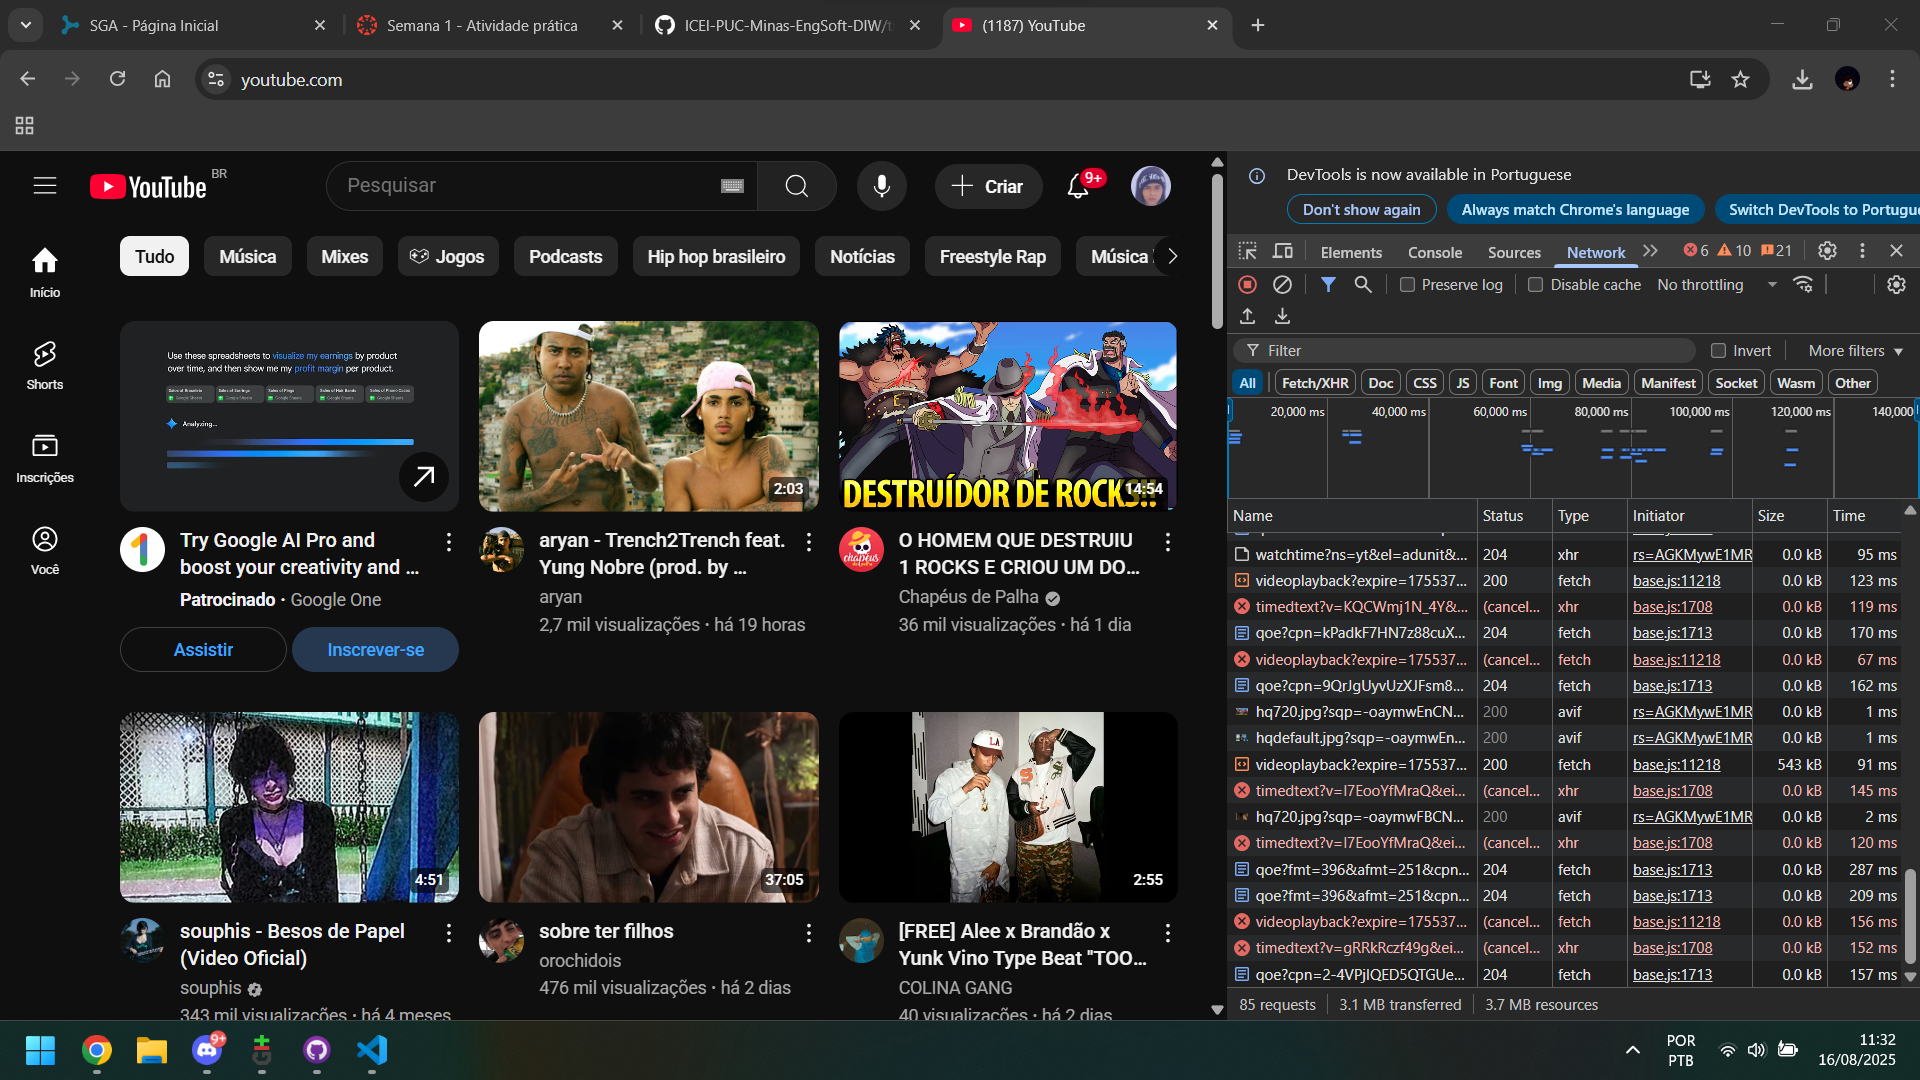 SGA - Página Inicial
Semana 1 - Atividade prática
ICEI-PUC-Minas-EngSoft-DIW/t
(1187) YouTube
youtube.com
YouTube BR
Pesquisar
Criar
9+
Tudo
Música
Mixes
Jogos
Podcasts
Hip hop brasileiro
Notícias
Freestyle Rap
Música
Início
Shorts
Inscrições
Você
Use these spreadsheets to visualize my earnings by product
over time, and then show me my profit margin per product.
Analyzing...
2:03
DESTRUÍDOR DE ROCKS!!
14:54
Try Google AI Pro and
boost your creativity and ...
Patrocinado · Google One
Assistir
Inscrever-se
aryan - Trench2Trench feat.
Yung Nobre (prod. by ...
aryan
2,7 mil visualizações · há 19 horas
chapéus de palha
O HOMEM QUE DESTRUIU
1 ROCKS E CRIOU UM DO...
Chapéus de Palha
36 mil visualizações · há 1 dia
4:51
37:05
2:55
souphis - Besos de Papel
(Video Oficial)
souphis
343 mil visualizações · há 4 meses
sobre ter filhos
orochidois
476 mil visualizações · há 2 dias
[FREE] Alee x Brandão x
Yunk Vino Type Beat "TOO...
COLINA GANG
40 visualizações · há 2 dias
DevTools is now available in Portuguese
Don't show again
Always match Chrome's language
Switch DevTools to Portugue
Elements
Console
Sources
Network
6
10
21
Preserve log
Disable cache
No throttling
Filter
Invert
More filters
All
Fetch/XHR
Doc
CSS
JS
Font
Img
Media
Manifest
Socket
Wasm
Other
20,000 ms
40,000 ms
60,000 ms
80,000 ms
100,000 ms
120,000 ms
140,000
Name Status Type Initiator Size Time
watchtime?ns=yt&el=adunit&... 204 xhr rs=AGKMywE1MR 0.0 kB 95 ms
videoplayback?expire=175537... 200 fetch base.js:11218 0.0 kB 123 ms
timedtext?v=KQCWmj1N_4Y&... (cancel... xhr base.js:1708 0.0 kB 119 ms
qoe?cpn=kPadkF7HN7z88cuX... 204 fetch base.js:1713 0.0 kB 170 ms
videoplayback?expire=175537... (cancel... fetch base.js:11218 0.0 kB 67 ms
qoe?cpn=9QrJgUyvUzXJFsm8... 204 fetch base.js:1713 0.0 kB 162 ms
hq720.jpg?sqp=-oaymwEnCN... 200 avif rs=AGKMywE1MR 0.0 kB 1 ms
hqdefault.jpg?sqp=-oaymwEn... 200 avif rs=AGKMywE1MR 0.0 kB 1 ms
videoplayback?expire=175537... 200 fetch base.js:11218 543 kB 91 ms
timedtext?v=I7EooYfMraQ&ei... (cancel... xhr base.js:1708 0.0 kB 145 ms
hq720.jpg?sqp=-oaymwFBCN... 200 avif rs=AGKMywE1MR 0.0 kB 2 ms
timedtext?v=I7EooYfMraQ&ei... (cancel... xhr base.js:1708 0.0 kB 120 ms
qoe?fmt=396&afmt=251&cpn... 204 fetch base.js:1713 0.0 kB 287 ms
qoe?fmt=396&afmt=251&cpn... 204 fetch base.js:1713 0.0 kB 209 ms
videoplayback?expire=175537... (cancel... fetch base.js:11218 0.0 kB 156 ms
timedtext?v=gRRkRczf49g&ei... (cancel... xhr base.js:1708 0.0 kB 152 ms
qoe?cpn=2-4VPjIQED5QTGUe... 204 fetch base.js:1713 0.0 kB 157 ms
85 requests
3.1 MB transferred
3.7 MB resources
9+
POR
PTB
11:32
16/08/2025